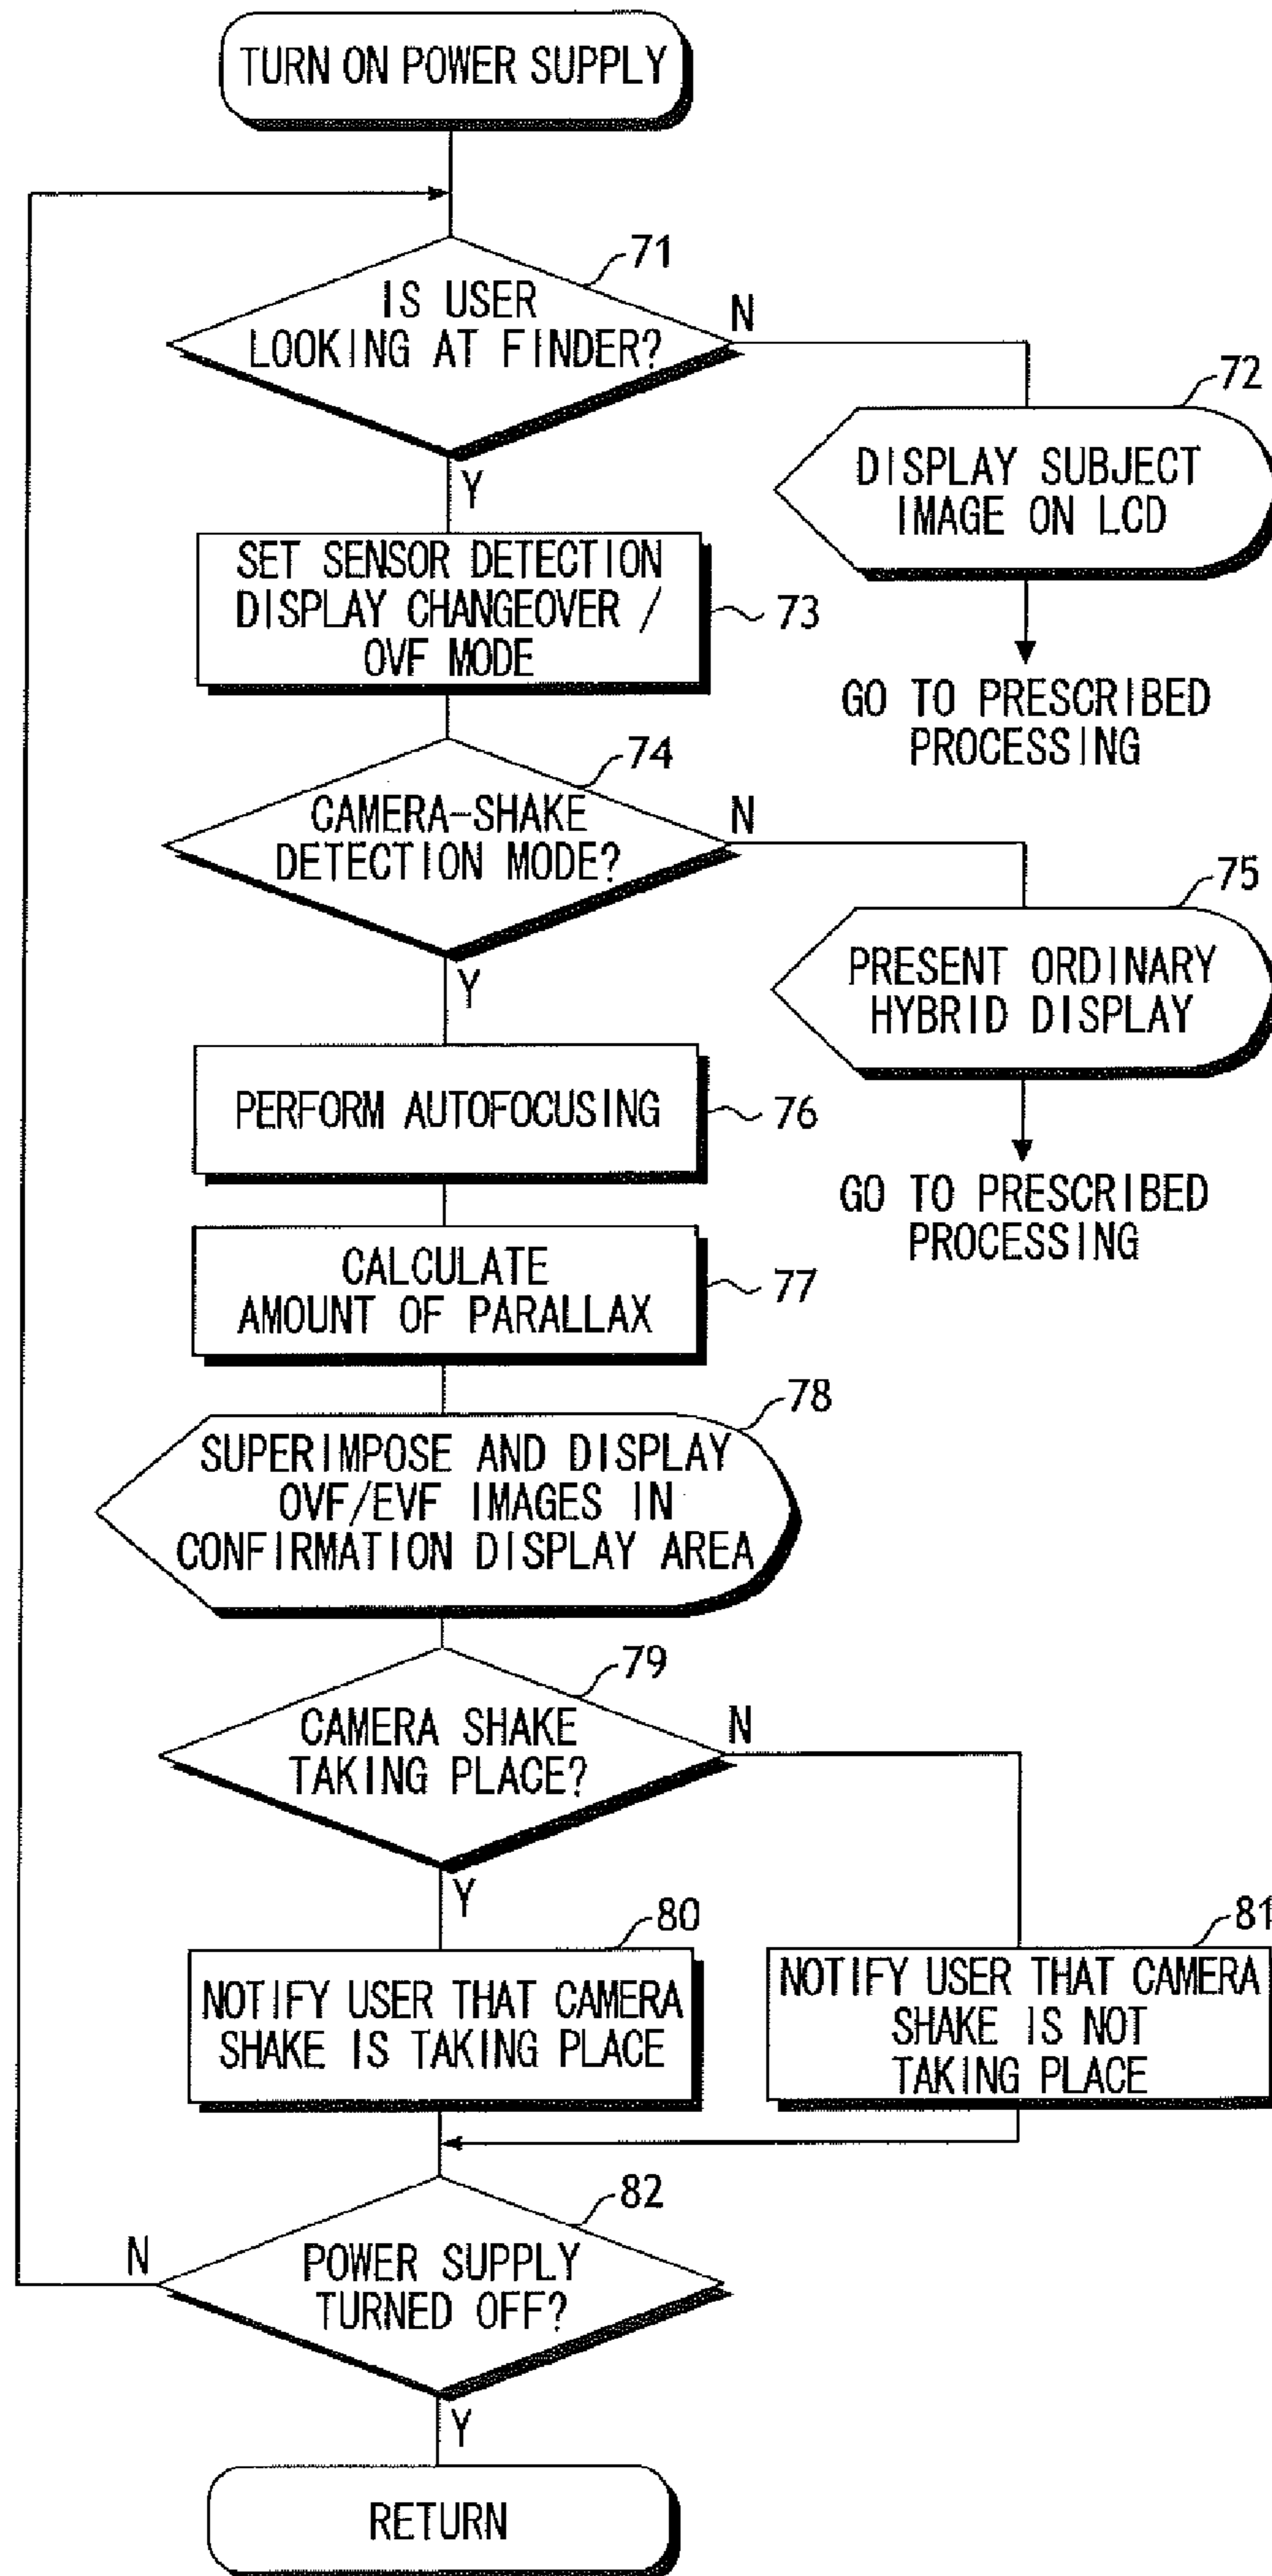 TURN ON POWER SUPPLY
71
IS USER
LOOKING AT FINDER?
N
Y
72
DISPLAY SUBJECT
IMAGE ON LCD
GO TO PRESCRIBED
PROCESSING
SET SENSOR DETECTION
DISPLAY CHANGEOVER /
OVF MODE
73
74
CAMERA-SHAKE
DETECTION MODE?
N
Y
75
PRESENT ORDINARY
HYBRID DISPLAY
GO TO PRESCRIBED
PROCESSING
PERFORM AUTOFOCUSING
76
CALCULATE
AMOUNT OF PARALLAX
77
78
SUPERIMPOSE AND DISPLAY
OVF/EVF IMAGES IN
CONFIRMATION DISPLAY AREA
79
CAMERA SHAKE
TAKING PLACE?
N
Y
80
NOTIFY USER THAT CAMERA
SHAKE IS TAKING PLACE
81
NOTIFY USER THAT CAMERA
SHAKE IS NOT
TAKING PLACE
82
POWER SUPPLY
TURNED OFF?
N
Y
RETURN